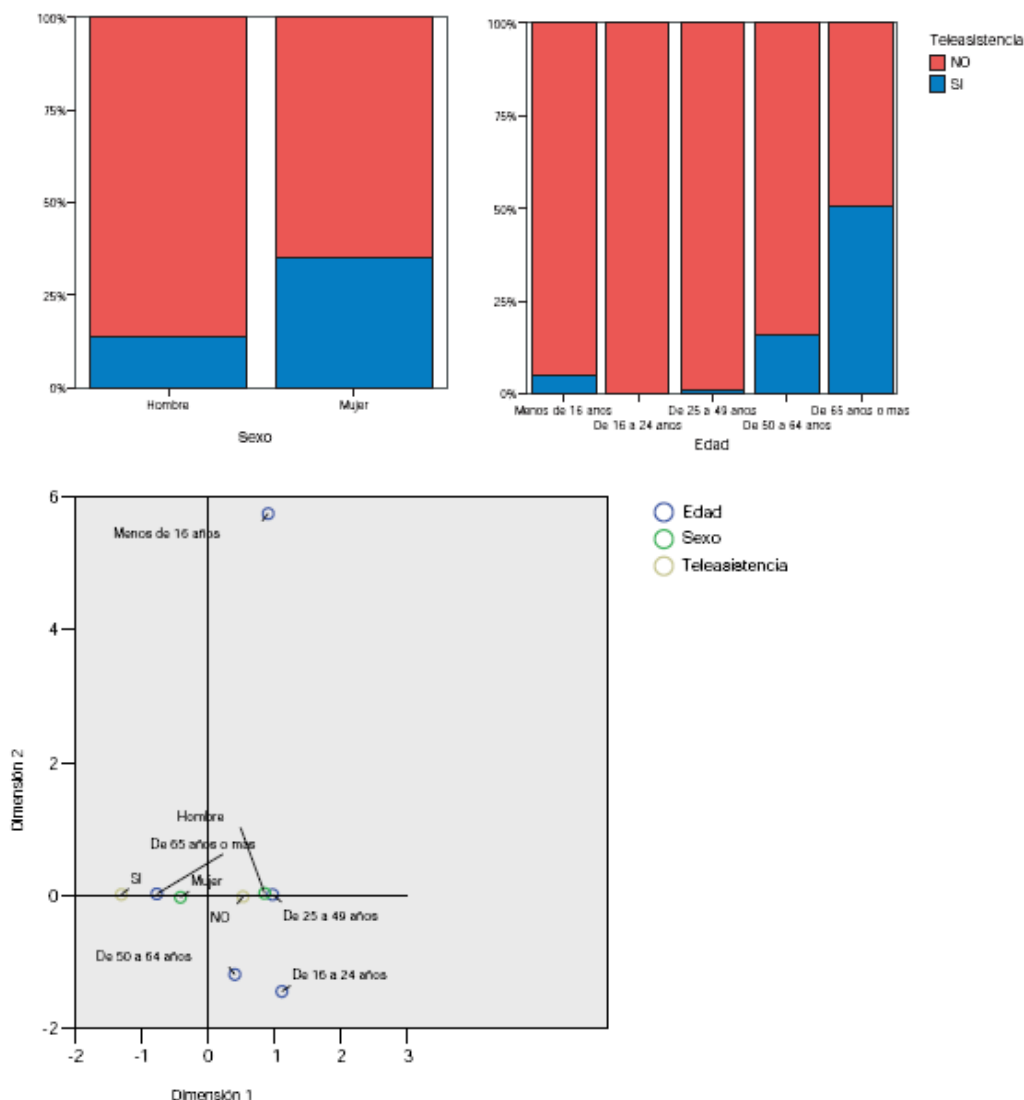 100%
75%
50%
25%
0%
Hombre
Mujer
Sexo
100%
75%
50%
25%
0%
Menos de 16 anos
De 16 a 24 anos
De 25 a 49 anos
De 50 a 64 anos
De 65 anos o mas
Edad
Teleasistencia
NO
SI
6
4
2
0
-2
Dimensión 2
Menos de 16 años
Hombre
De 65 años o mas
SI
Mujer
NO
De 25 a 49 años
De 50 a 64 años
De 16 a 24 años
-2
-1
0
1
2
3
Dimensión 1
Edad
Sexo
Teleasistencia